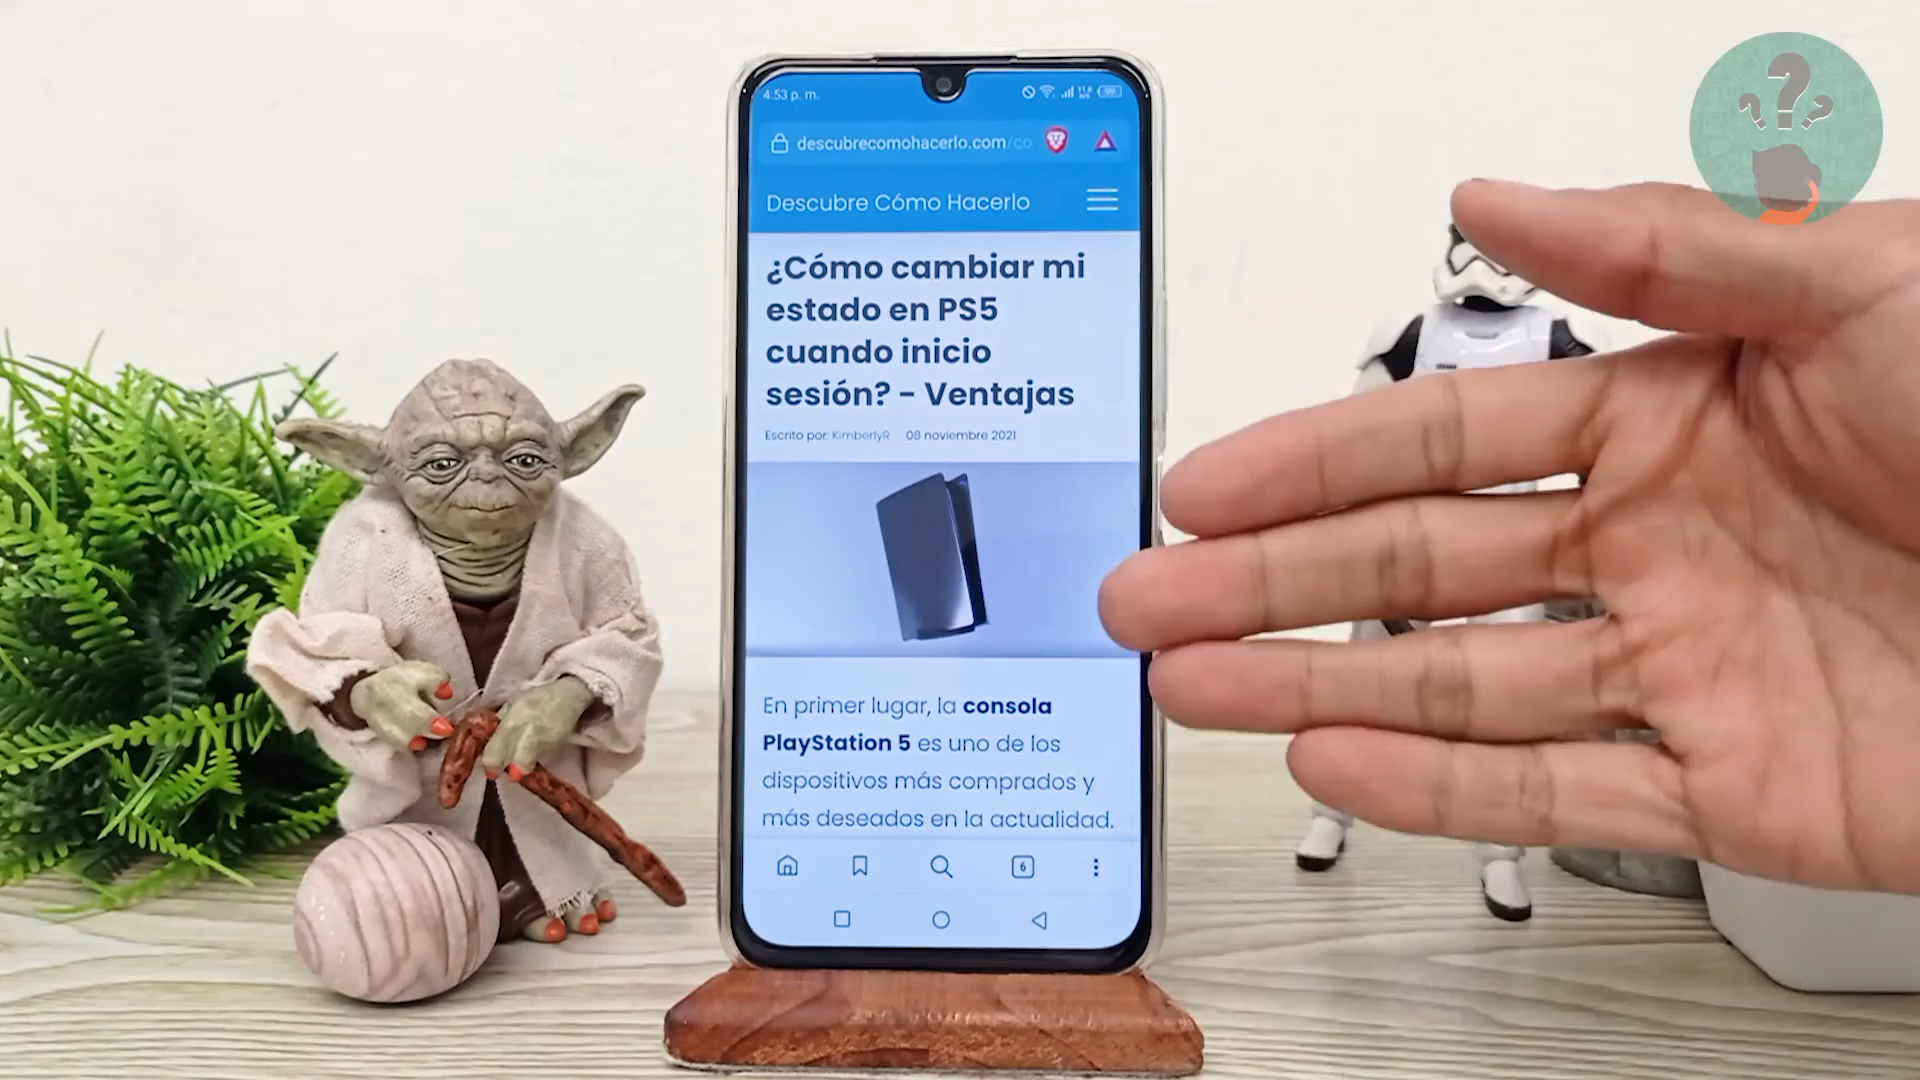 4:53 p. m.
descubrecomohacerlo.com/co
Descubre Cómo Hacerlo
¿Cómo cambiar mi
estado en PS5
cuando inicio
sesión? - Ventajas
Escrito por: KimberlyR 08 noviembre 2021
En primer lugar, la consola
PlayStation 5 es uno de los
dispositivos más comprados y
más deseados en la actualidad.
6